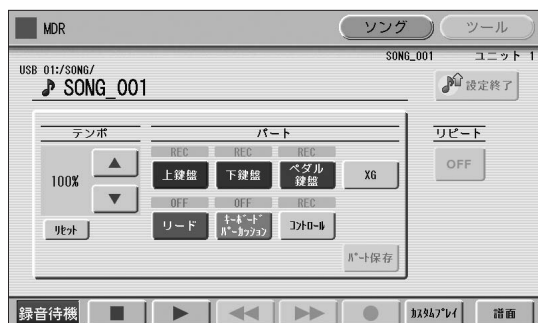 MDR ソング ツール
SONG_001 ユニット 1
USB 01:/SONG/
SONG_001 設定終了
テンポ パート リピート
REC REC REC
100% 上鍵盤 下鍵盤 ペダル鍵盤 XG OFF
OFF OFF REC
リセット リード キーボードパーカッション コントロール
パート保存
録音待機 カスタムプレイ 譜面